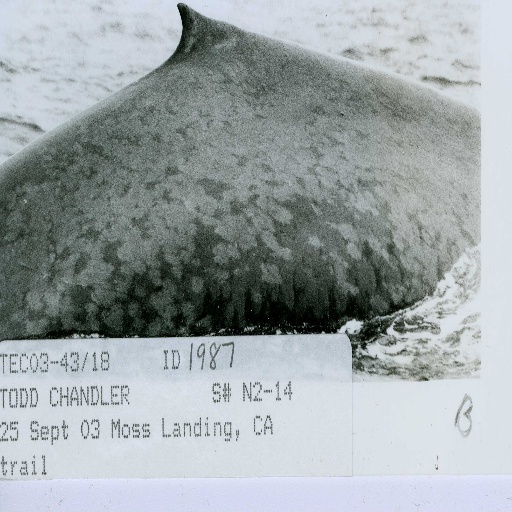 TEC03-43/18 ID 1987
TODD CHANDLER S# N2-14
25 Sept 03 Moss Landing, CA
trail
B